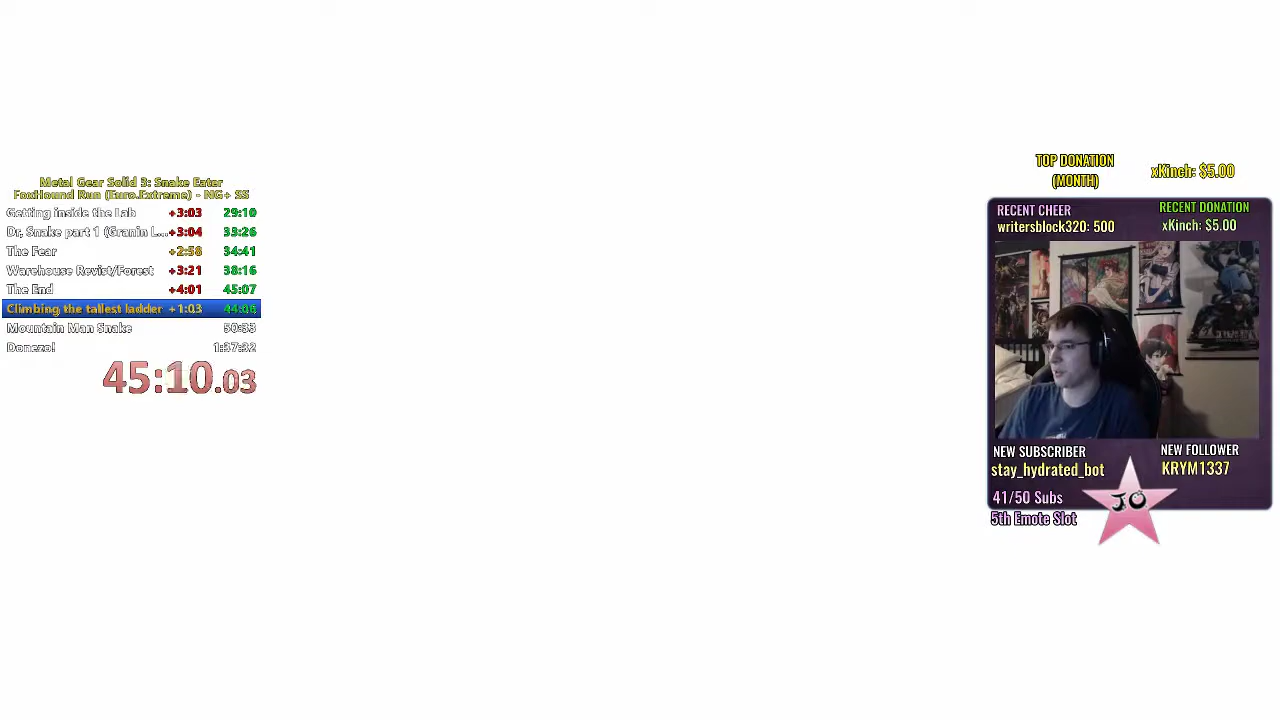 Metal Gear Solid 3: Snake Eater
FoxHound Run (Euro.Extreme) - NG+ SS
Getting inside the Lab +3:03 29:10
Dr, Snake part 1 (Granin L... +3:04 33:26
The Fear +2:58 34:41
Warehouse Revist/Forest +3:21 38:16
The End +4:01 45:07
Climbing the tallest ladder +1:03
Mountain Man Snake 50:33
Donezo! 1:37:32
45:10.03
TOP DONATION
(MONTH)
xKinch: $5.00
RECENT CHEER
writersblock320: 500
RECENT DONATION
xKinch: $5.00
NEW SUBSCRIBER
stay_hydrated_bot
NEW FOLLOWER
KRYM1337
41/50 Subs
5th Emote Slot
JO